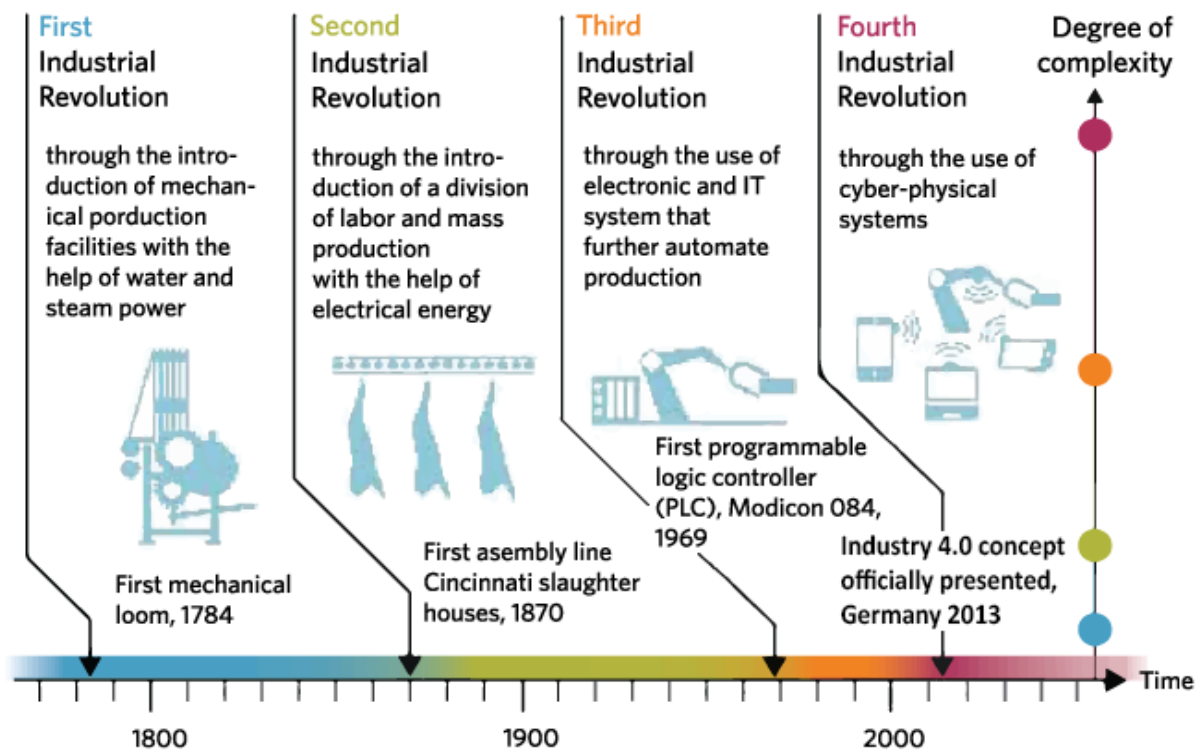 First
Industrial
Revolution
through the intro-
duction of mechan-
ical porduction
facilities with the
help of water and
steam power
First mechanical
loom, 1784
Second
Industrial
Revolution
through the intro-
duction of a division
of labor and mass
production
with the help of
electrical energy
First asembly line
Cincinnati slaughter
houses, 1870
Third
Industrial
Revolution
through the use of
electronic and IT
system that
further automate
production
First programmable
logic controller
(PLC), Modicon 084,
1969
Fourth
Industrial
Revolution
through the use of
cyber-physical
systems
Industry 4.0 concept
officially presented,
Germany 2013
Degree of
complexity
Time
1800
1900
2000